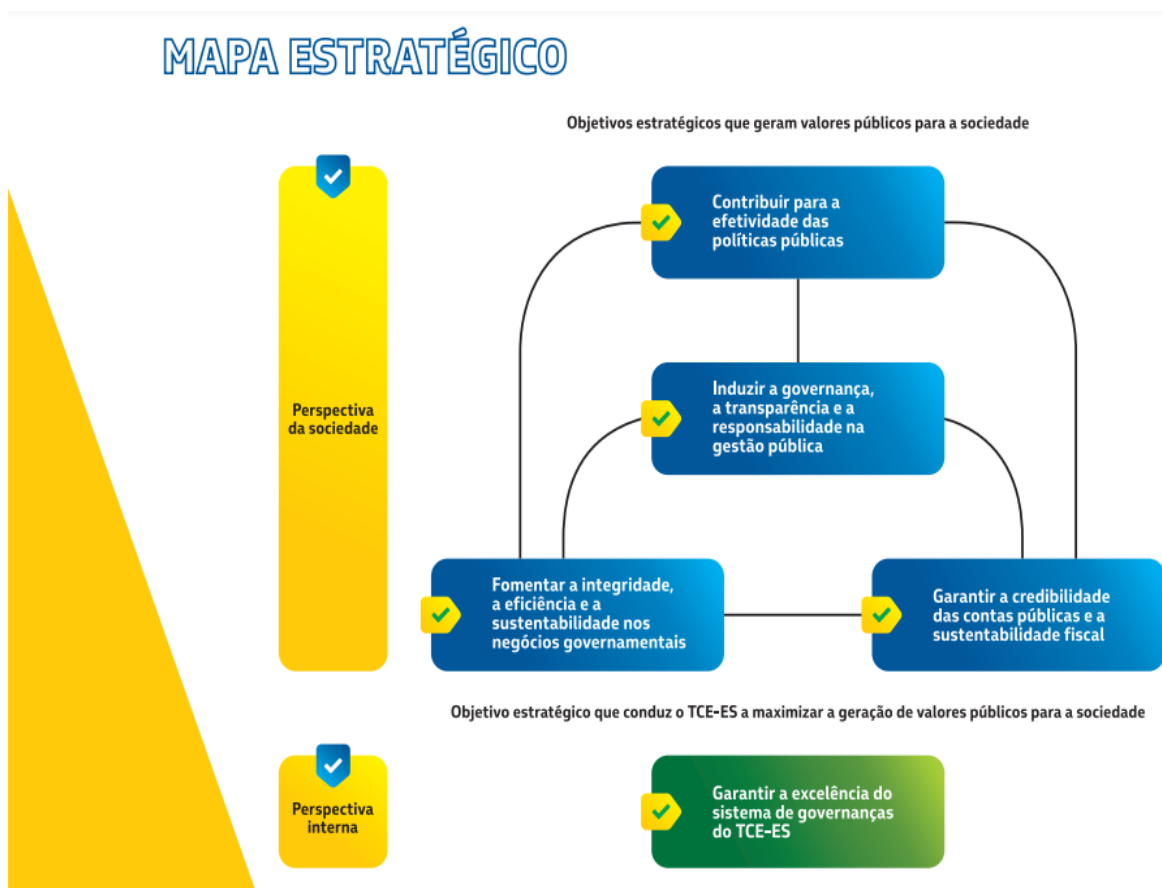 MAPA ESTRATÉGICO
Objetivos estratégicos que geram valores públicos para a sociedade
Contribuir para a
efetividade das
políticas públicas
Perspectiva
da sociedade
Induzir a governança,
a transparência e a
responsabilidade na
gestão pública
Fomentar a integridade,
a eficiência e a
sustentabilidade nos
negócios governamentais
Garantir a credibilidade
das contas públicas e a
sustentabilidade fiscal
Objetivo estratégico que conduz o TCE-ES a maximizar a geração de valores públicos para a sociedade
Perspectiva
interna
Garantir a excelência do
sistema de governanças
do TCE-ES